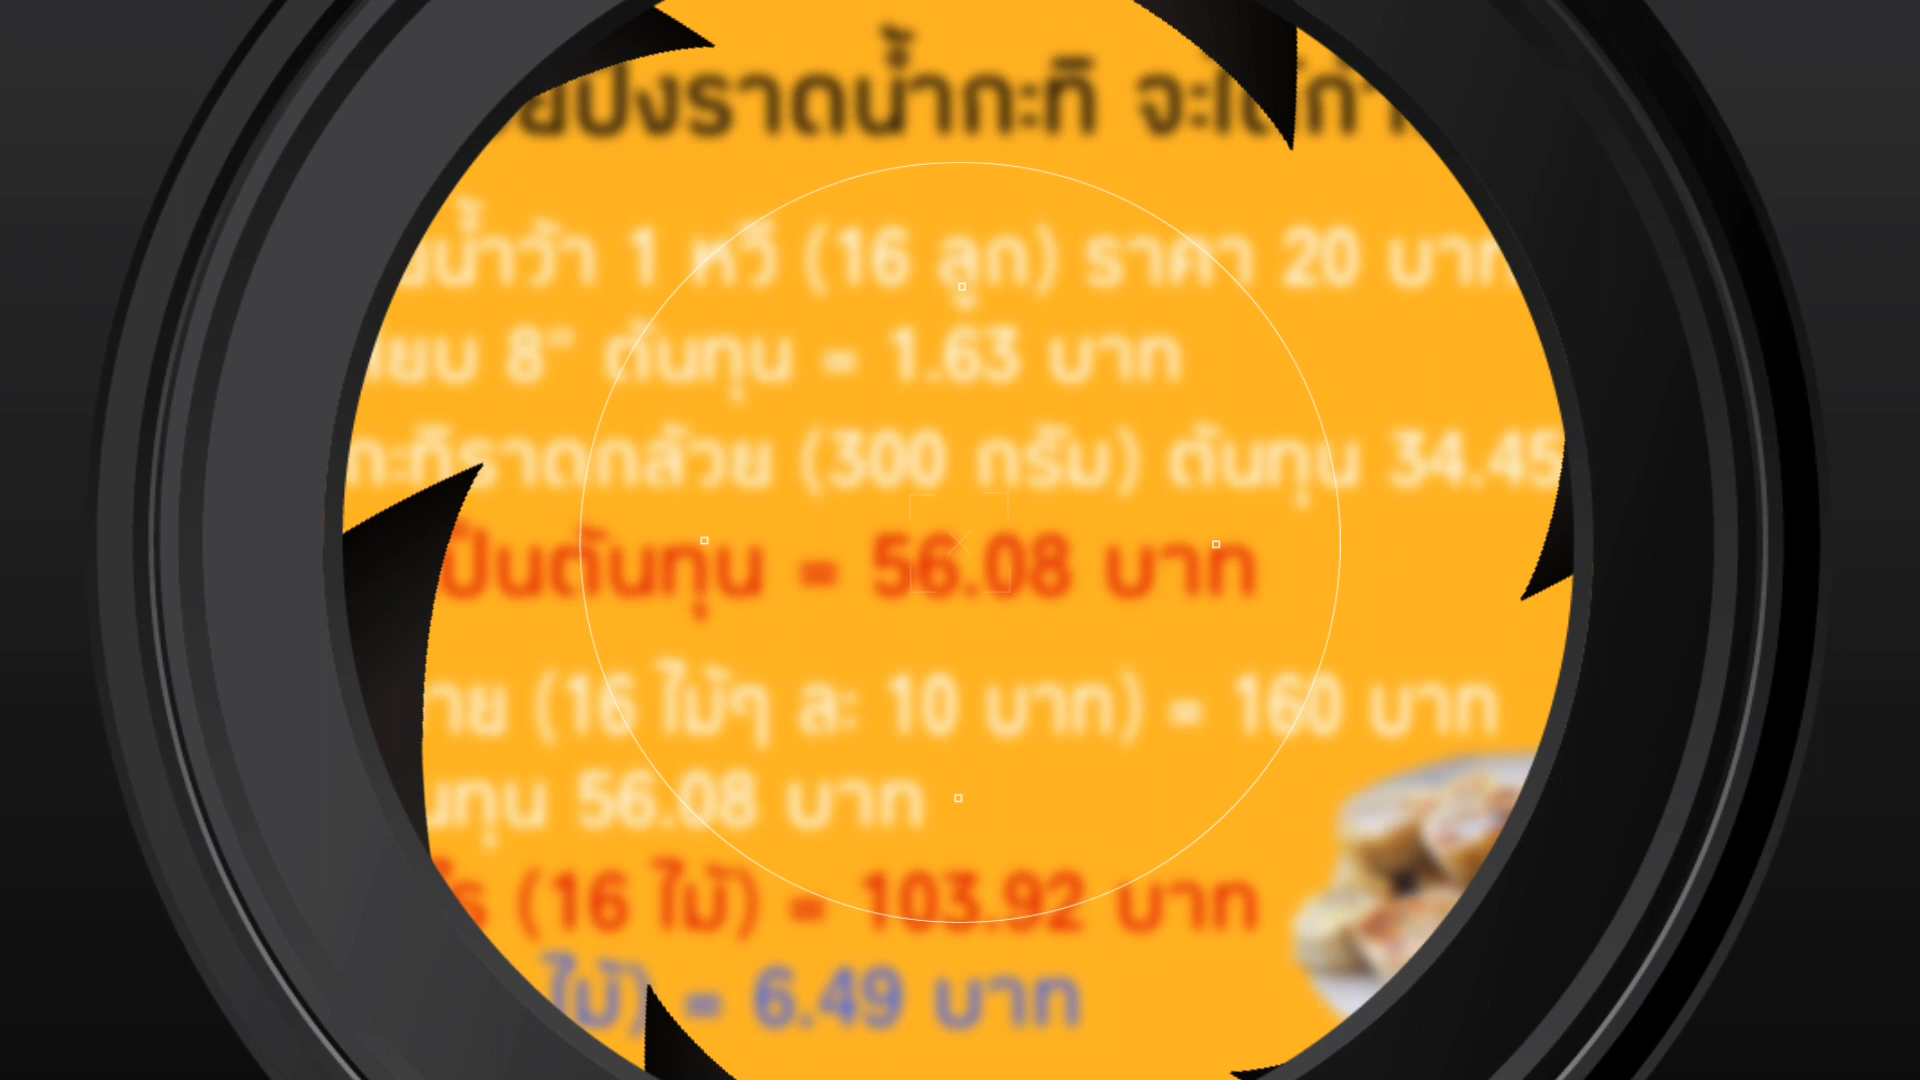 ปิ้งราดน้ำกะทิ จะได้กำ
น้ำว้า 1 หวี (16 ลูก) ราคา 20 บาท
8" ต้นทุน = 1.63 บาท
กะทิราดกล้วย (300 กรัม) ต้นทุน 34.45
เป็นต้นทุน = 56.08 บาท
(16 ไม้ๆ ละ 10 บาท) = 160 บาท
56.08 บาท
(16 ไม้) = 103.92 บาท
ไม้) = 6.49 บาท